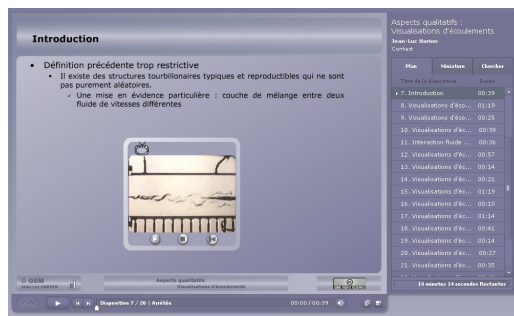 Introduction
• Définition précédente trop restrictive
• Il existe des structures tourbillonaires typiques et reproductibles qui ne sont
pas purement aléatoires.
✓ Une mise en évidence particulière : couche de mélange entre deux
fluide de vitesses différentes
© GEM
Jean-Luc HARION
Aspects qualitatifs
Visualisations d'écoulements
Diapositive 7 / 26 | Arrêtée
00:00 / 00:39
Aspects qualitatifs :
Visualisations d'écoulements
Jean-Luc Harion
Contact
Plan
Miniature
Chercher
Titre de la diapositive
Durée
7. Introduction 00:39
8. Visualisations d'éco... 01:19
9. Visualisations d'éco... 00:25
10. Visualisations d'éc... 00:39
11. Interaction fluide ... 00:36
12. Visualisations d'éc... 00:57
13. Visualisations d'éc... 00:14
14. Visualisations d'éc... 00:21
15. Visualisations d'éc... 01:19
16. Visualisations d'éc... 00:10
17. Visualisations d'éc... 01:14
18. Visualisations d'éc... 00:41
19. Visualisations d'éc... 00:14
20. Visualisations d'éc... 00:27
21. Visualisations d'éc... 00:35
14 minutes 14 secondes Restantes